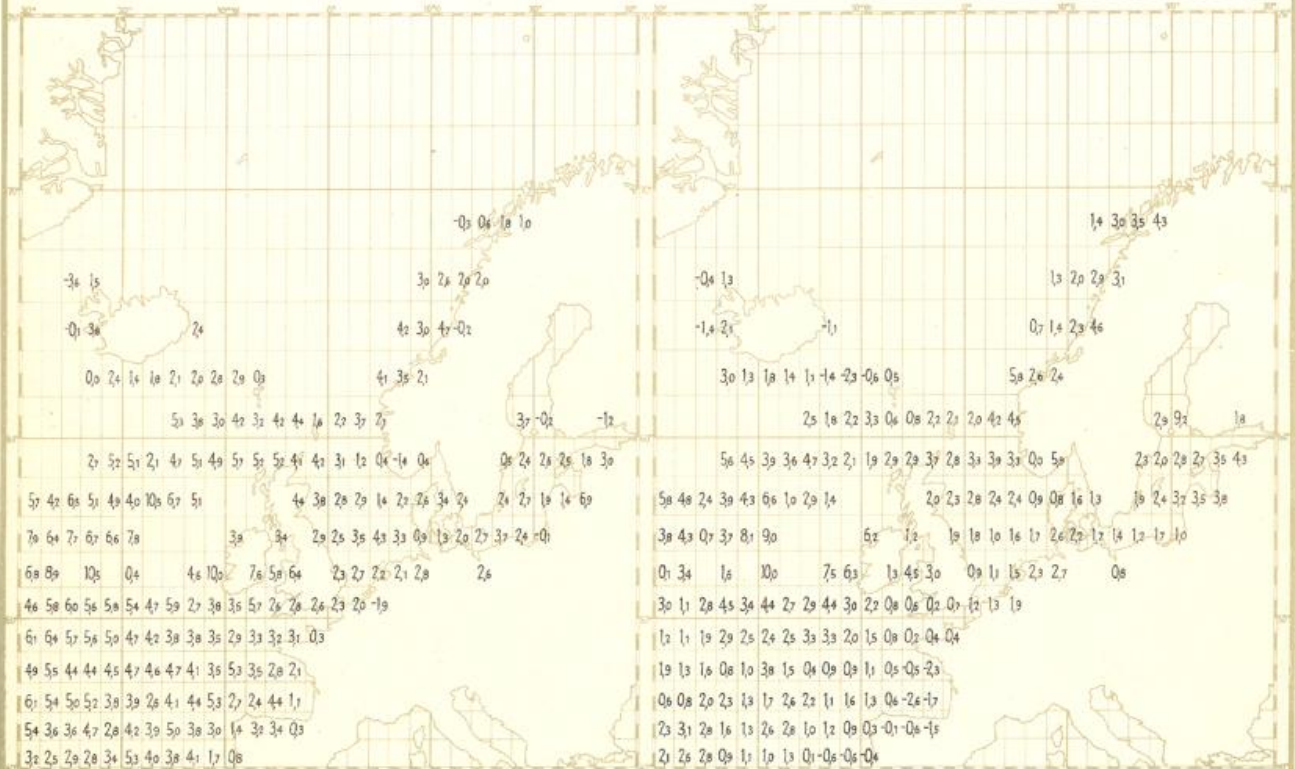 -0,3 0,6 1,8 1,0
-3,6 1,5 3,0 2,6 2,0 2,0
-0,1 3,8 2,4 4,2 3,0 4,7 -0,2
0,0 2,4 1,4 1,8 2,1 2,0 2,8 2,9 0,3 4,1 3,5 2,1
5,3 3,8 3,0 4,2 3,2 4,2 4,4 1,6 2,2 3,7 3,7 -0,2 -1,2
2,7 5,2 5,1 2,1 4,7 5,1 4,9 5,7 5,2 5,2 4,1 4,2 3,1 1,2 0,4 -1,4 0,6 0,5 2,4 2,6 2,5 1,8 3,0
5,7 4,2 6,5 5,1 4,9 4,0 10,5 6,7 5,1 4,4 3,8 2,8 2,9 1,4 2,2 2,6 3,4 2,4 2,4 2,7 1,9 1,4 6,9
7,9 6,4 7,7 6,7 6,6 7,8 3,9 3,4 2,9 2,5 3,5 4,3 3,3 0,9 1,3 2,0 2,7 3,7 2,4 -0,1
6,8 8,9 10,5 0,4 4,6 10,0 7,6 5,8 6,4 2,3 2,7 2,2 2,1 2,8 2,6
4,6 5,8 6,0 5,6 5,8 5,4 4,7 5,9 2,7 3,8 3,5 5,7 2,6 2,8 2,6 2,3 2,0 -1,9
6,1 6,4 5,7 5,6 5,0 4,7 4,2 3,8 3,8 3,5 2,9 3,3 3,2 3,1 0,3
4,9 5,5 4,4 4,4 4,5 4,7 4,6 4,7 4,1 3,5 5,3 3,5 2,8 2,1
6,1 5,4 5,0 5,2 3,8 3,9 2,8 4,1 4,4 5,3 2,7 2,4 4,4 1,1
5,4 3,6 3,6 4,7 2,8 4,2 3,9 5,0 3,8 3,0 1,4 3,2 3,4 0,3
3,2 2,5 2,9 2,8 3,4 5,3 4,0 3,8 4,1 1,7 0,8
1,4 3,0 3,5 4,3
-0,4 1,3 1,3 2,0 2,9 3,1
-1,4 2,1 -1,1 0,7 1,4 2,3 4,6
3,0 1,3 1,8 1,4 1,1 -1,4 -2,3 -0,6 0,5 5,8 2,6 2,4
2,5 1,8 2,2 3,3 0,6 0,8 2,2 2,1 2,0 4,2 4,5 2,9 9,2 1,8
5,6 4,5 3,9 3,6 4,7 3,2 2,1 1,9 2,9 2,9 3,7 2,8 3,3 3,9 3,3 0,0 5,9 2,3 2,0 2,8 2,7 3,5 4,3
5,8 4,8 2,4 3,9 4,3 6,6 1,0 2,9 1,4 2,0 2,3 2,8 2,4 2,4 0,9 0,8 1,6 1,3 1,9 2,4 3,2 3,5 3,8
3,8 4,3 0,7 3,7 8,1 9,0 6,2 1,2 1,9 1,8 1,0 1,6 1,7 2,6 2,2 1,2 1,4 1,2 1,7 1,0
0,1 3,4 1,6 10,0 7,5 6,3 1,3 4,5 3,0 0,9 1,1 1,5 2,3 2,7 0,8
3,0 1,1 2,8 4,5 3,4 4,4 2,7 2,9 4,4 3,0 2,2 0,8 0,6 0,2 0,7 1,2 1,3 1,9
1,2 1,1 1,9 2,9 2,5 2,4 2,5 3,3 3,3 2,0 1,5 0,8 0,2 0,4 0,4
1,9 1,3 1,6 0,8 1,0 3,8 1,5 0,4 0,9 0,9 1,1 0,5 -0,5 -2,3
0,6 0,8 2,0 2,3 1,3 1,7 2,6 2,2 1,1 1,6 1,3 0,6 -2,6 -1,7
2,3 3,1 2,8 1,6 1,3 2,6 2,8 1,0 1,2 0,9 0,3 -0,1 -0,6 -1,5
2,1 2,6 2,8 0,9 1,1 1,0 1,3 0,1 -0,6 -0,6 -0,4